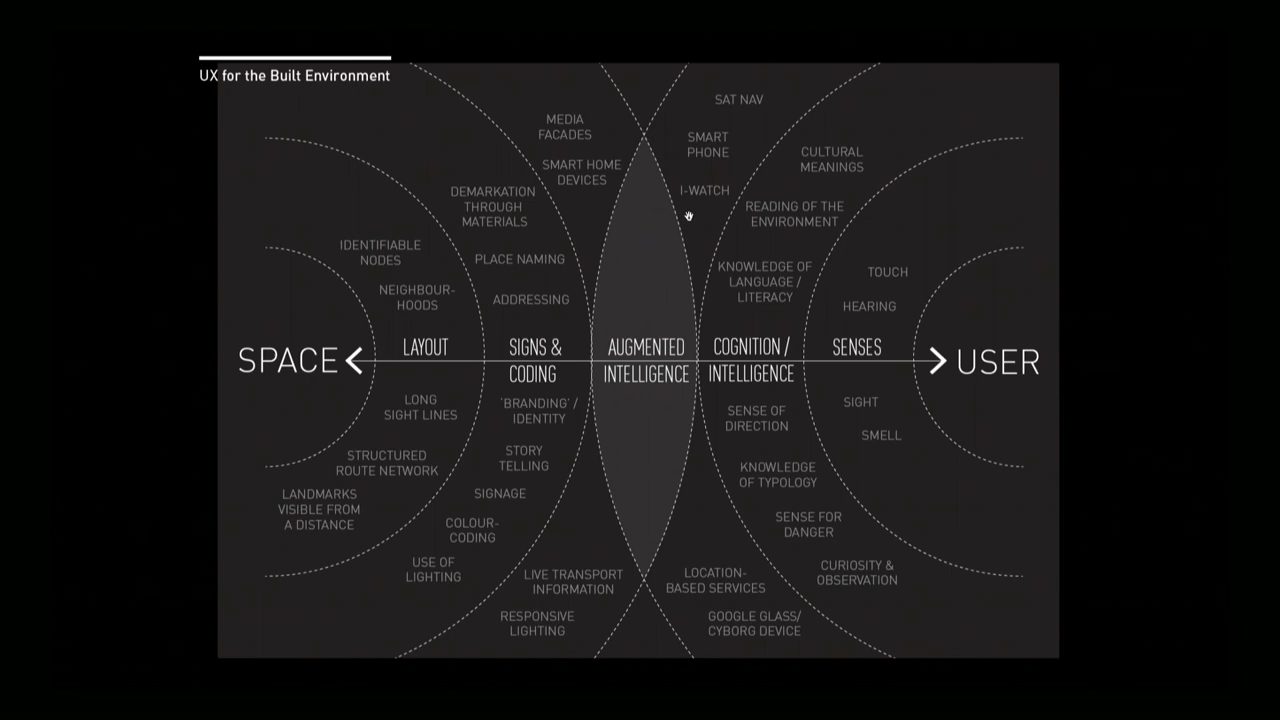 UX for the Built Environment
SAT NAV
MEDIA
FACADES
SMART
PHONE
CULTURAL
MEANINGS
SMART HOME
DEVICES
I-WATCH
DEMARKATION
THROUGH
MATERIALS
READING OF THE
ENVIRONMENT
IDENTIFIABLE
NODES
PLACE NAMING
KNOWLEDGE OF
LANGUAGE /
LITERACY
TOUCH
NEIGHBOUR-
HOODS
ADDRESSING
HEARING
SPACE
LAYOUT
SIGNS &
CODING
AUGMENTED
INTELLIGENCE
COGNITION /
INTELLIGENCE
SENSES
USER
LONG
SIGHT LINES
'BRANDING' /
IDENTITY
SENSE OF
DIRECTION
SIGHT
SMELL
STRUCTURED
ROUTE NETWORK
STORY
TELLING
KNOWLEDGE
OF TYPOLOGY
LANDMARKS
VISIBLE FROM
A DISTANCE
SIGNAGE
COLOUR-
CODING
SENSE FOR
DANGER
USE OF
LIGHTING
LIVE TRANSPORT
INFORMATION
LOCATION-
BASED SERVICES
CURIOSITY &
OBSERVATION
RESPONSIVE
LIGHTING
GOOGLE GLASS/
CYBORG DEVICE